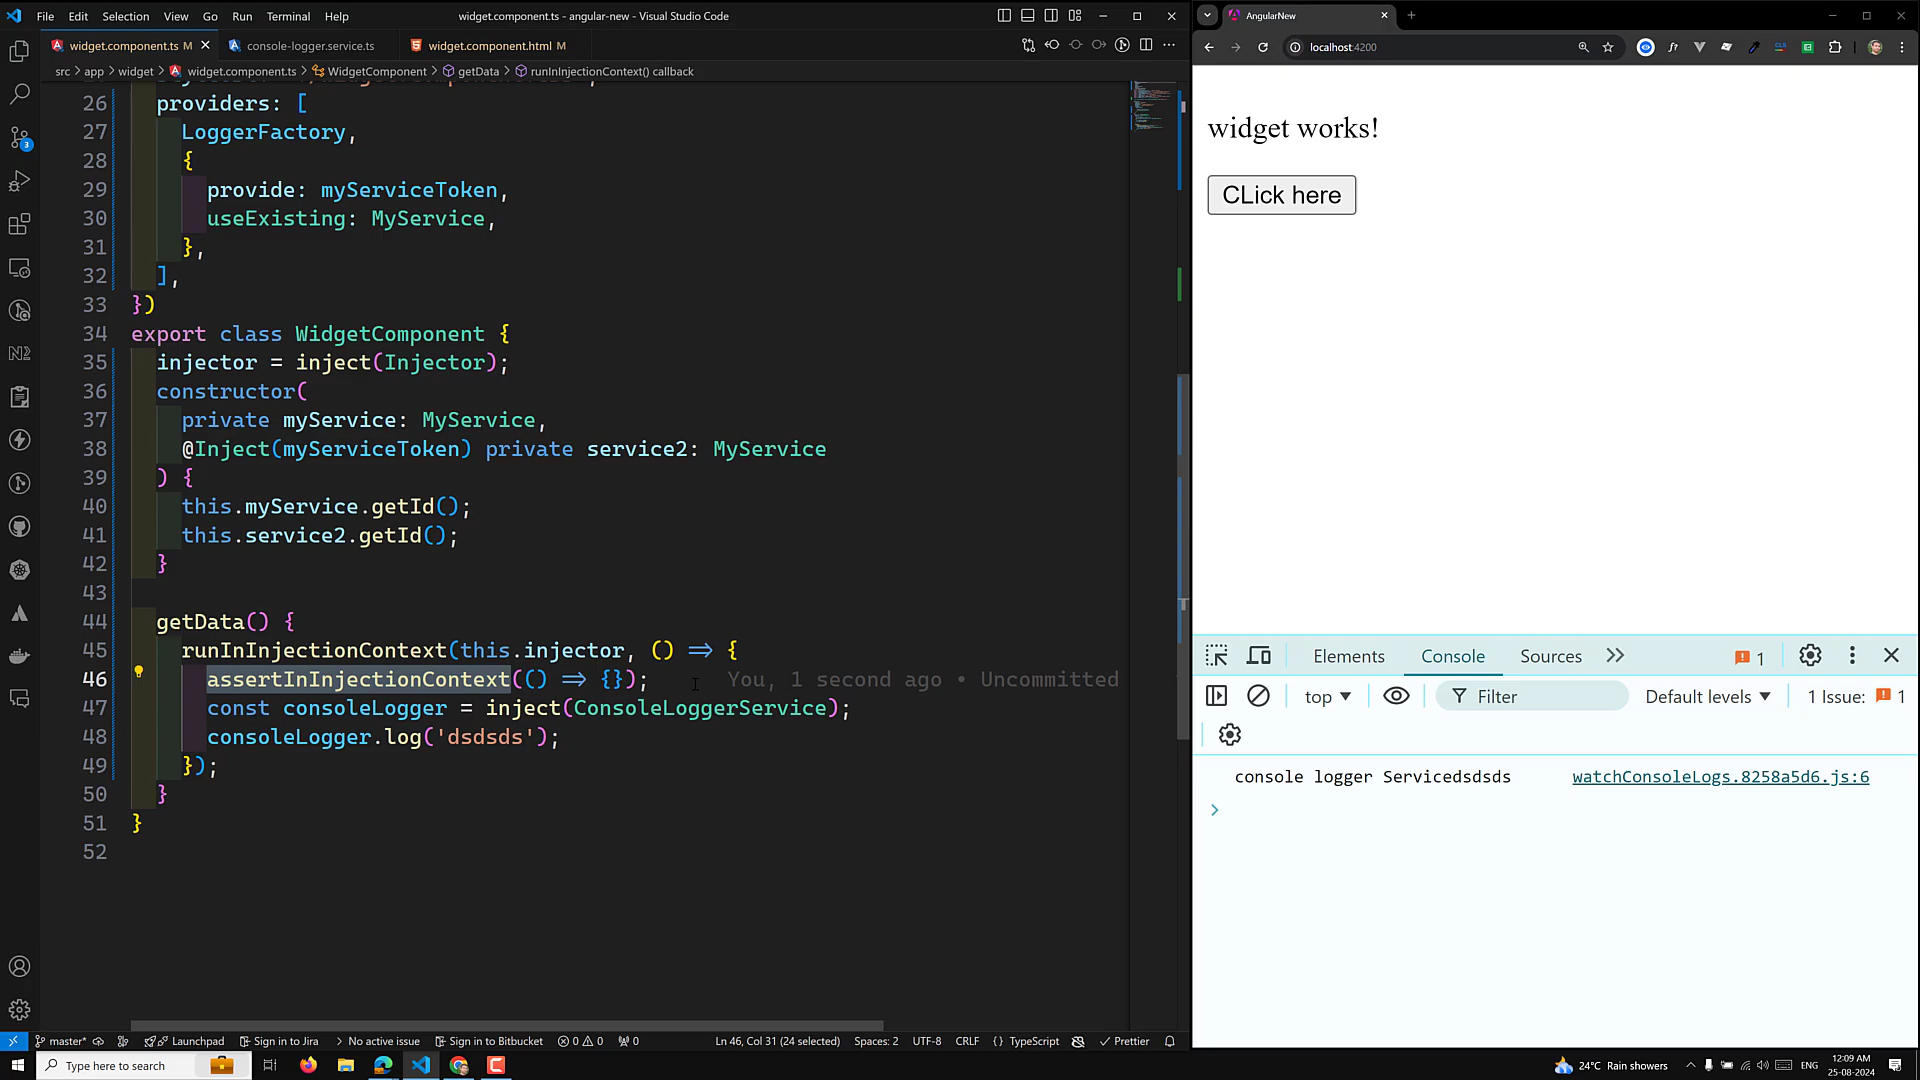 File Edit Selection View Go Run Terminal Help
widget.component.ts - angular-new - Visual Studio Code
widget.component.ts M
console-logger.service.ts
widget.component.html M
src > app > widget > widget.component.ts > WidgetComponent > getData > runInInjectionContext() callback
26 providers: [
27 LoggerFactory,
28 {
29 provide: myServiceToken,
30 useExisting: MyService,
31 },
32 ],
33 })
34 export class WidgetComponent {
35 injector = inject(Injector);
36 constructor(
37 private myService: MyService,
38 @Inject(myServiceToken) private service2: MyService
39 ) {
40 this.myService.getId();
41 this.service2.getId();
42 }
43
44 getData() {
45 runInInjectionContext(this.injector, () => {
46 assertInInjectionContext(() => {}); You, 1 second ago • Uncommitted
47 const consoleLogger = inject(ConsoleLoggerService);
48 consoleLogger.log('dsdsds');
49 });
50 }
51 }
52
3
N2
master* Launchpad Sign in to Jira > No active issue Sign in to Bitbucket 0 0 0 Ln 46, Col 31 (24 selected) Spaces: 2 UTF-8 CRLF {} TypeScript Prettier
AngularNew
localhost:4200
widget works!
CLick here
Elements Console Sources 1
top Filter Default levels 1 Issue: 1
console logger Servicedsdsds watchConsoleLogs.8258a5d6.js:6
Type here to search
24°C Rain showers ENG
12:09 AM
25-08-2024